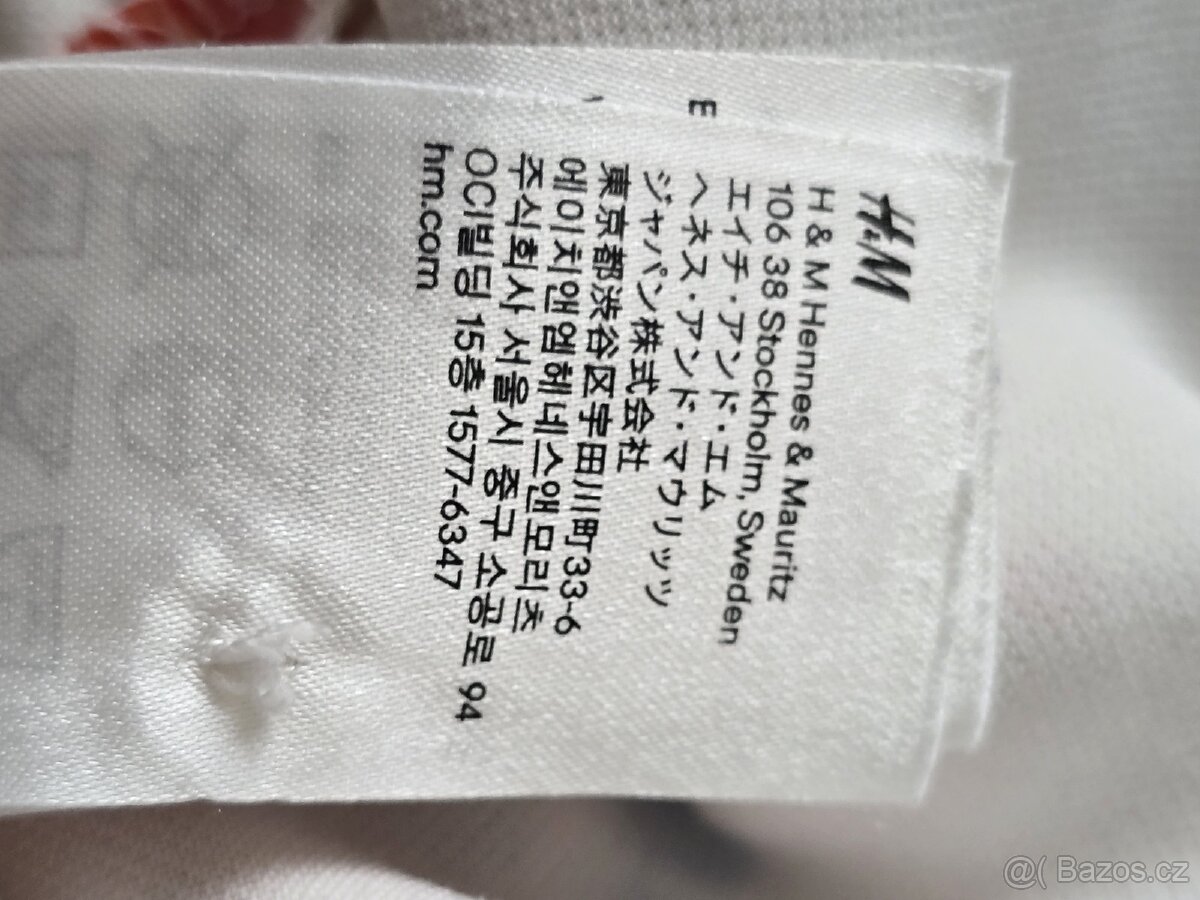 H&M
H & M Hennes & Mauritz
106 38 Stockholm, Sweden
エイチ・アンド・エム
ヘネス・アンド・マウリッツ
ジャパン株式会社
東京都渋谷区宇田川町33-6
에이치앤엠헤네스앤모리츠
주식회사 서울시 중구 소공로 94
OCI빌딩 15층 1577-6347
hm.com
E
@( Bazos.cz